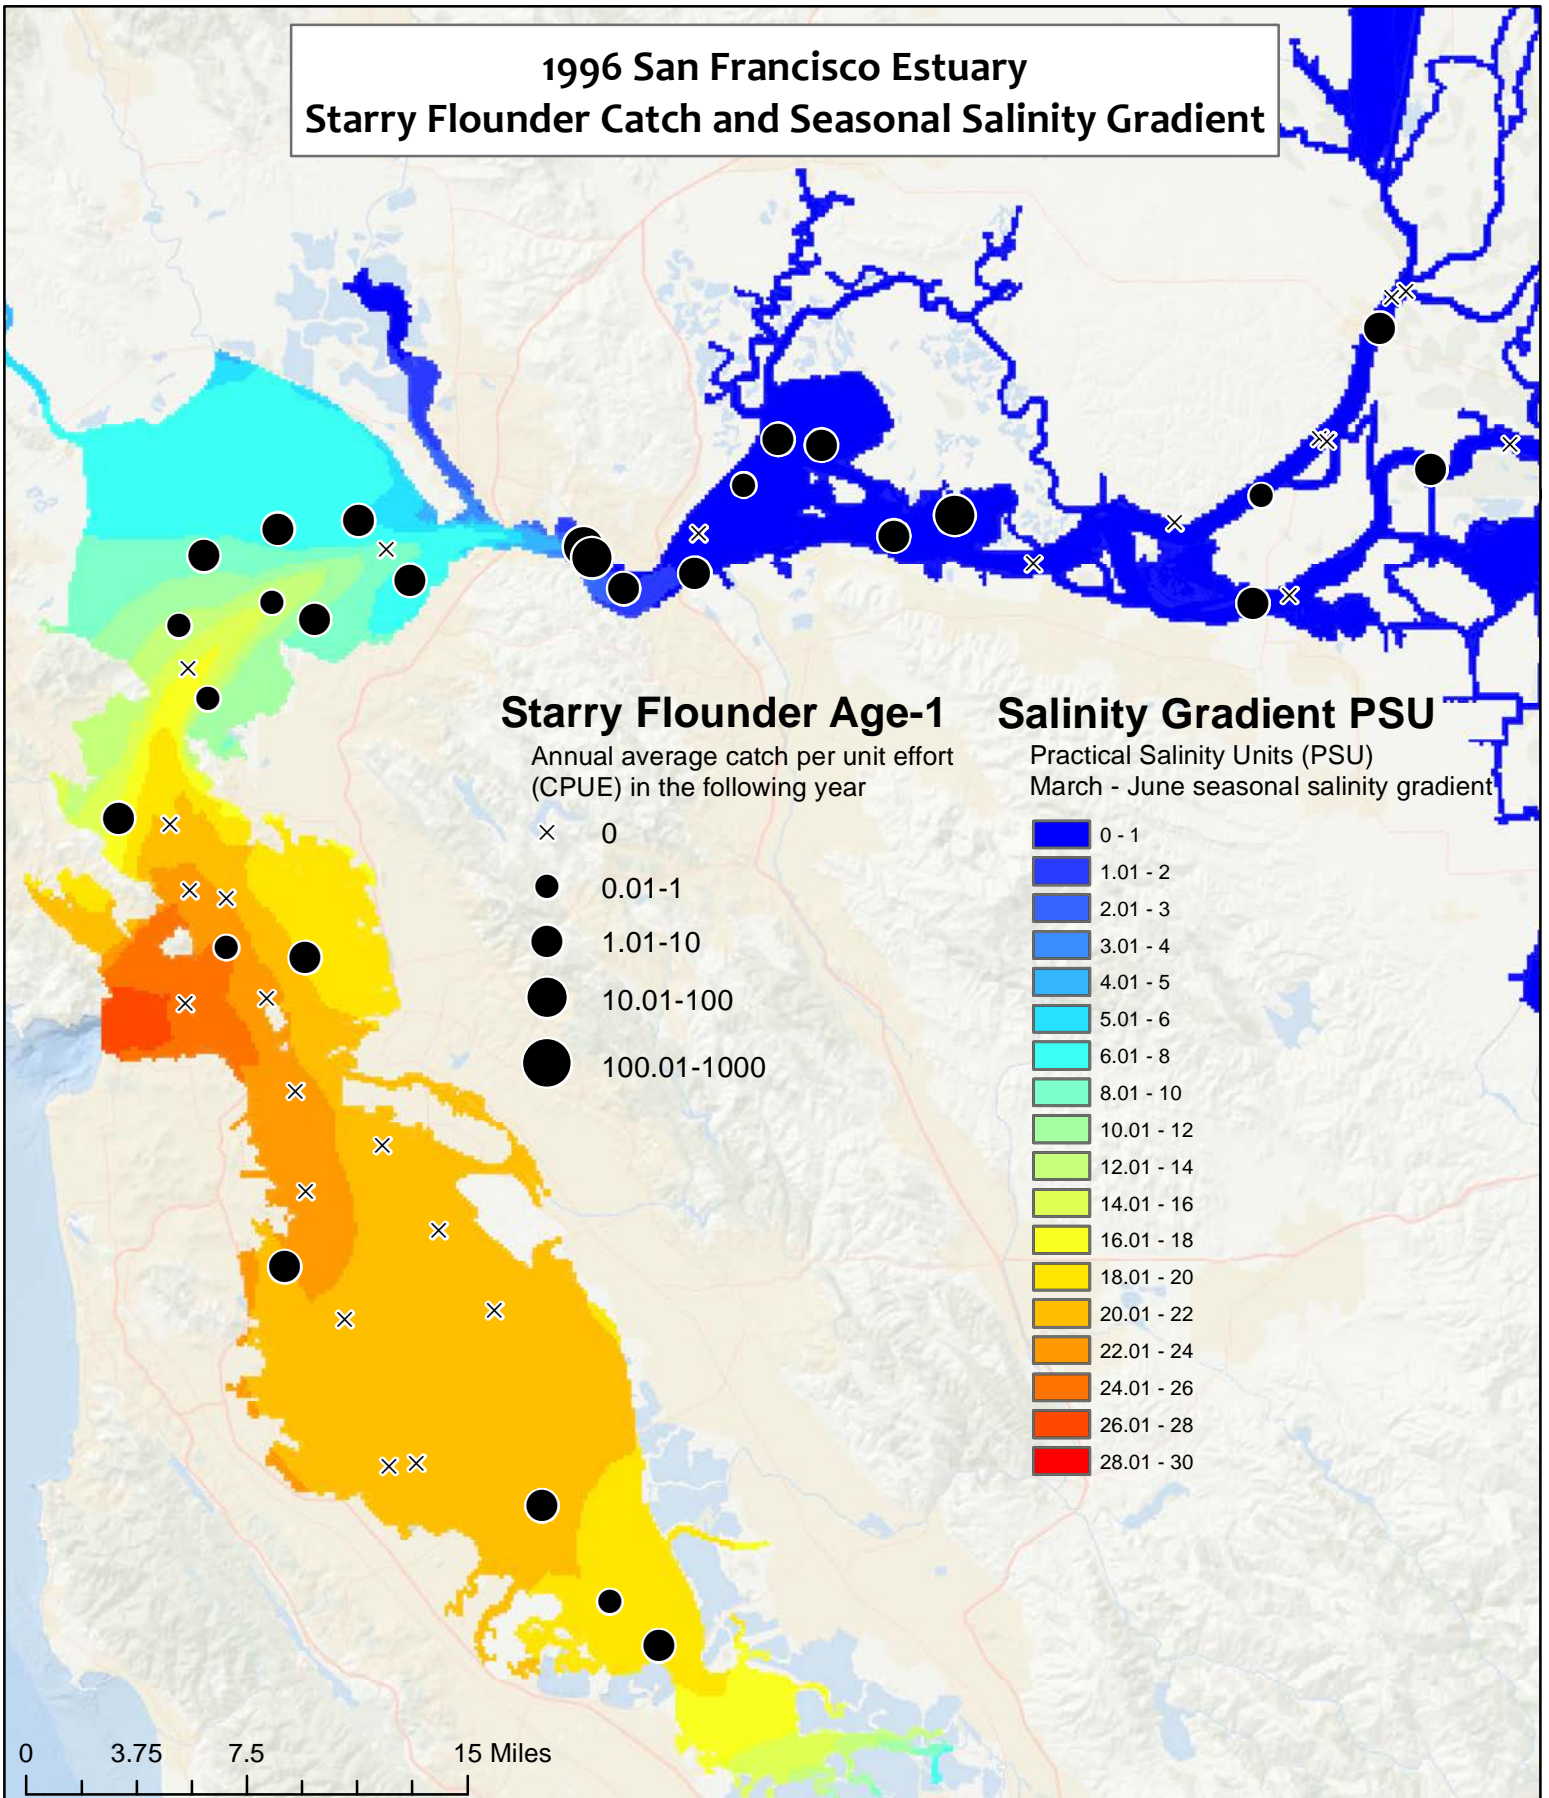 1996 San Francisco Estuary
Starry Flounder Catch and Seasonal Salinity Gradient
Starry Flounder Age-1
Annual average catch per unit effort
(CPUE) in the following year
0
0.01-1
1.01-10
10.01-100
100.01-1000
Salinity Gradient PSU
Practical Salinity Units (PSU)
March - June seasonal salinity gradient
0 - 1
1.01 - 2
2.01 - 3
3.01 - 4
4.01 - 5
5.01 - 6
6.01 - 8
8.01 - 10
10.01 - 12
12.01 - 14
14.01 - 16
16.01 - 18
18.01 - 20
20.01 - 22
22.01 - 24
24.01 - 26
26.01 - 28
28.01 - 30
0 3.75 7.5 15 Miles